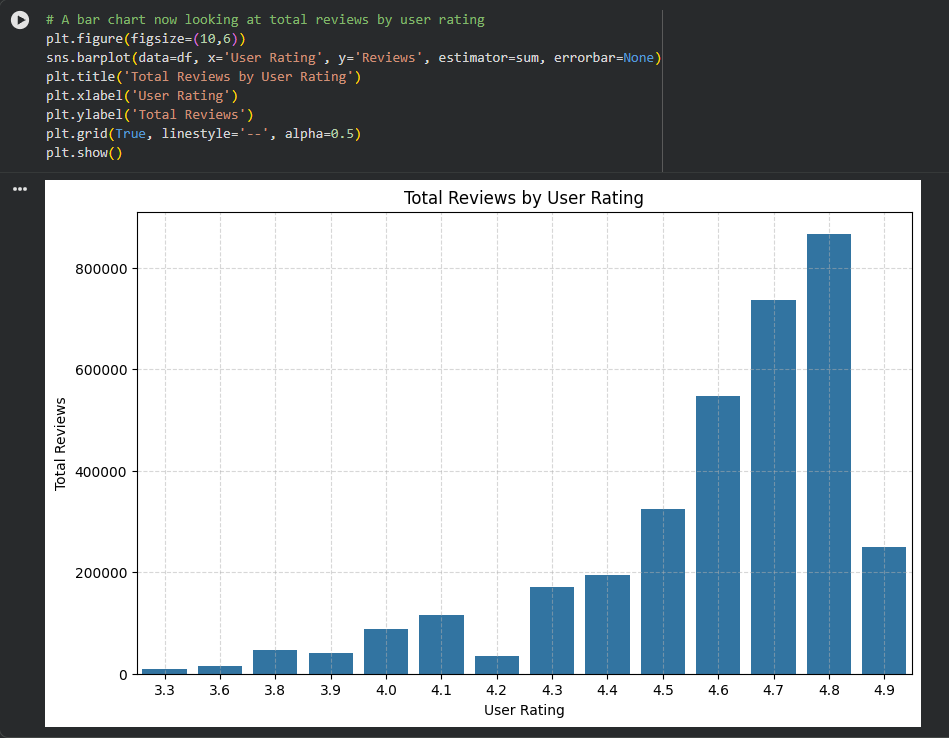 # A bar chart now looking at total reviews by user rating
plt.figure(figsize=(10,6))
sns.barplot(data=df, x='User Rating', y='Reviews', estimator=sum, errorbar=None)
plt.title('Total Reviews by User Rating')
plt.xlabel('User Rating')
plt.ylabel('Total Reviews')
plt.grid(True, linestyle='--', alpha=0.5)
plt.show()
Total Reviews by User Rating
800000
600000
400000
200000
0
Total Reviews
3.3 3.6 3.8 3.9 4.0 4.1 4.2 4.3 4.4 4.5 4.6 4.7 4.8 4.9
User Rating